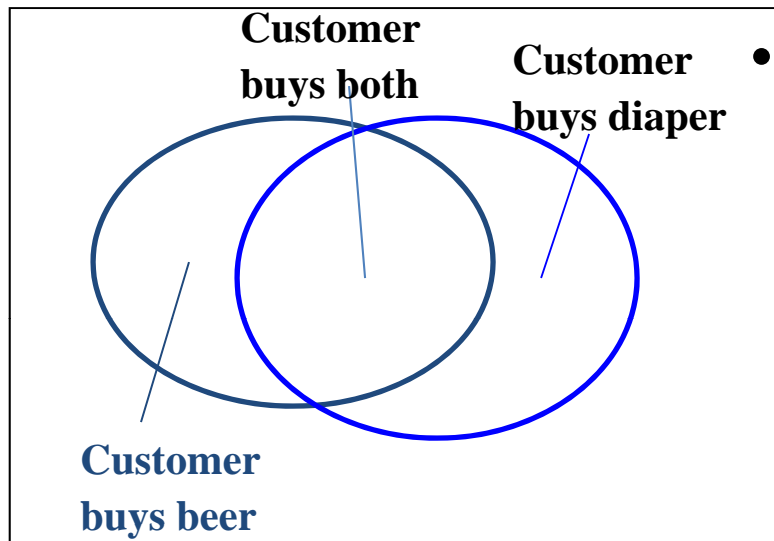 Customer
buys both
Customer
buys diaper
•
Customer
buys beer